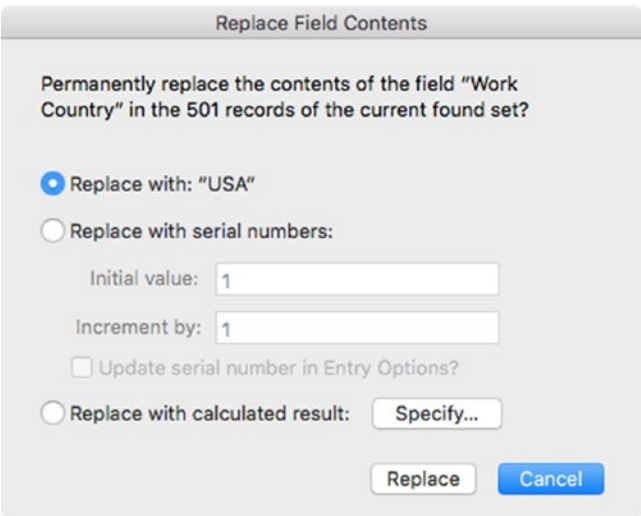 Replace Field Contents
Permanently replace the contents of the field "Work
Country" in the 501 records of the current found set?
Replace with: "USA"
Replace with serial numbers:
Initial value: 1
Increment by: 1
Update serial number in Entry Options?
Replace with calculated result: Specify...
Replace Cancel